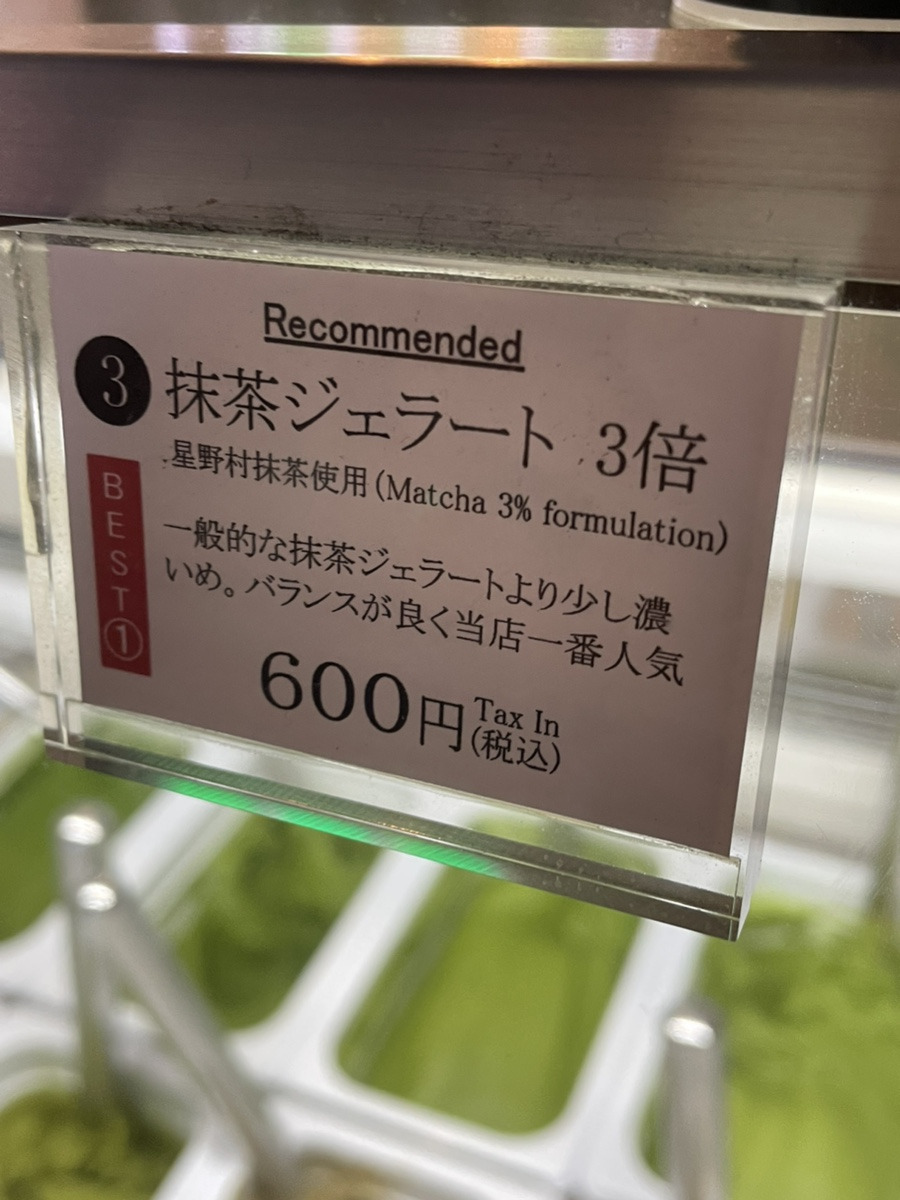 Recommended
❸ 抹茶ジェラート 3倍
星野村抹茶使用(Matcha 3% formulation)
BEST①
一般的な抹茶ジェラートより少し濃
いめ。バランスが良く当店一番人気
600円 Tax In
(税込)